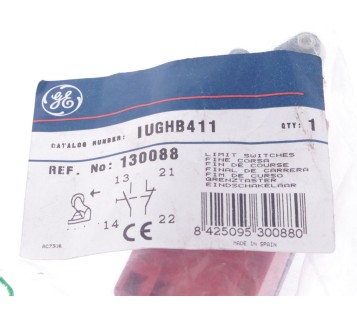 GE
CATALOG NUMBER: IUGHB411 QTY: 1
REF. No: 130088
LIMIT SWITCHES
FINE CORSA
FIN DE COURSE
FINAL DE CARRERA
FIM DE CURSO
GRENZTASTER
EINDSCHAKELAAR
13 21
14 22
CE
8 425095 300880
MADE IN SPAIN